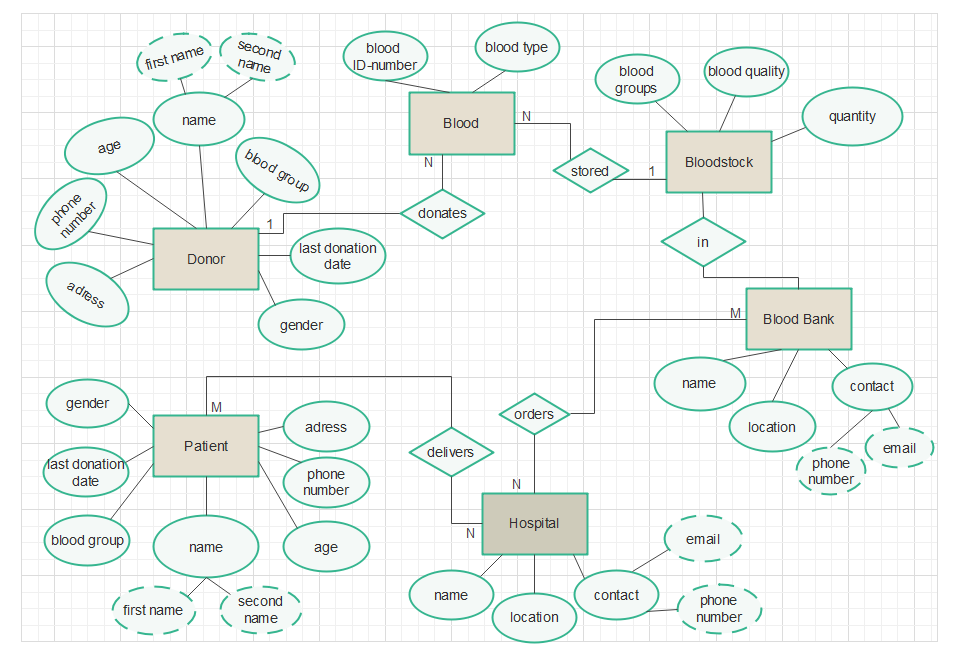 first name
second
name
name
age
blood group
phone
number
Donor
adress
last donation
date
gender
1
donates
N
blood
ID-number
blood type
Blood
N
stored
1
blood
groups
blood quality
quantity
Bloodstock
in
M
Blood Bank
name
location
contact
phone
number
email
orders
N
delivers
M
N
Hospital
name
location
contact
email
phone
number
gender
last donation
date
blood group
Patient
adress
phone
number
age
name
first name
second
name